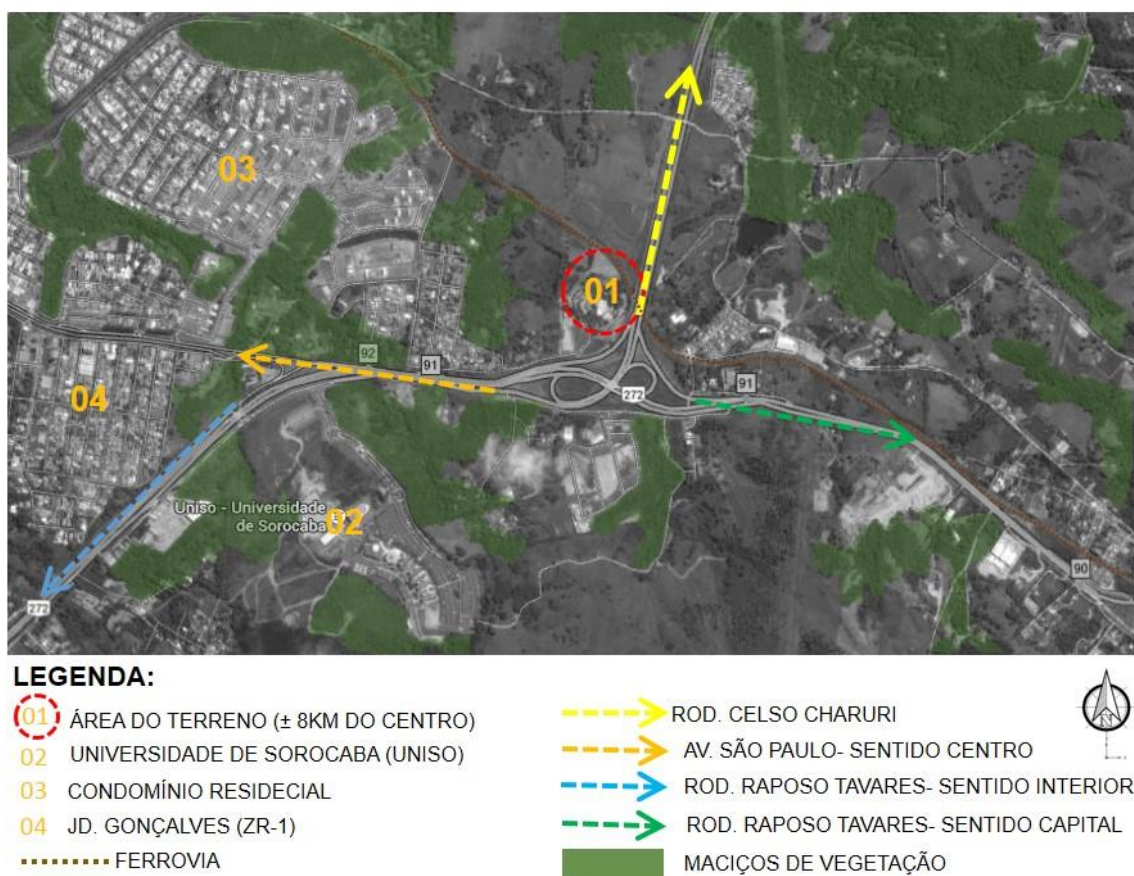 03
01
92
91
91
272
04
Uniso - Universidade
de Sorocaba
02
272
90
LEGENDA:
01 ÁREA DO TERRENO (± 8KM DO CENTRO)
02 UNIVERSIDADE DE SOROCABA (UNISO)
03 CONDOMÍNIO RESIDECIAL
04 JD. GONÇALVES (ZR-1)
FERROVIA
ROD. CELSO CHARURI
AV. SÃO PAULO- SENTIDO CENTRO
ROD. RAPOSO TAVARES- SENTIDO INTERIOR
ROD. RAPOSO TAVARES- SENTIDO CAPITAL
MACIÇOS DE VEGETAÇÃO
N